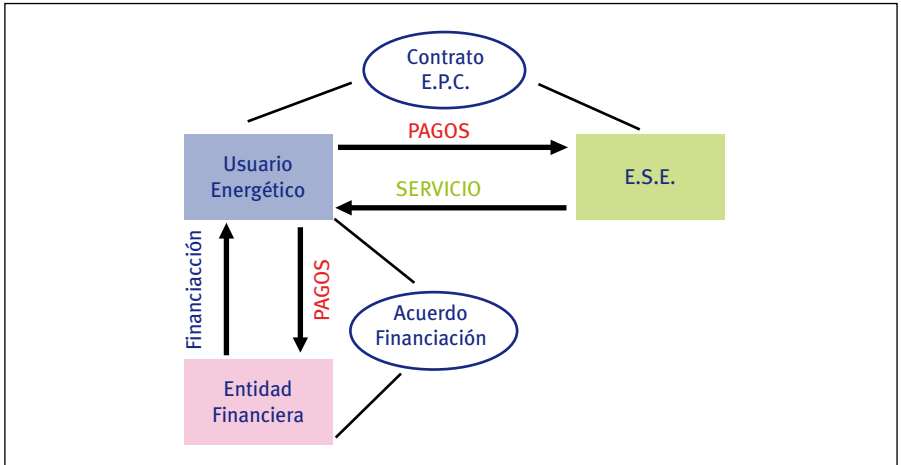 Contrato
E.P.C.
PAGOS
Usuario
Energético
E.S.E.
SERVICIO
Financiacción
PAGOS
Acuerdo
Financiación
Entidad
Financiera